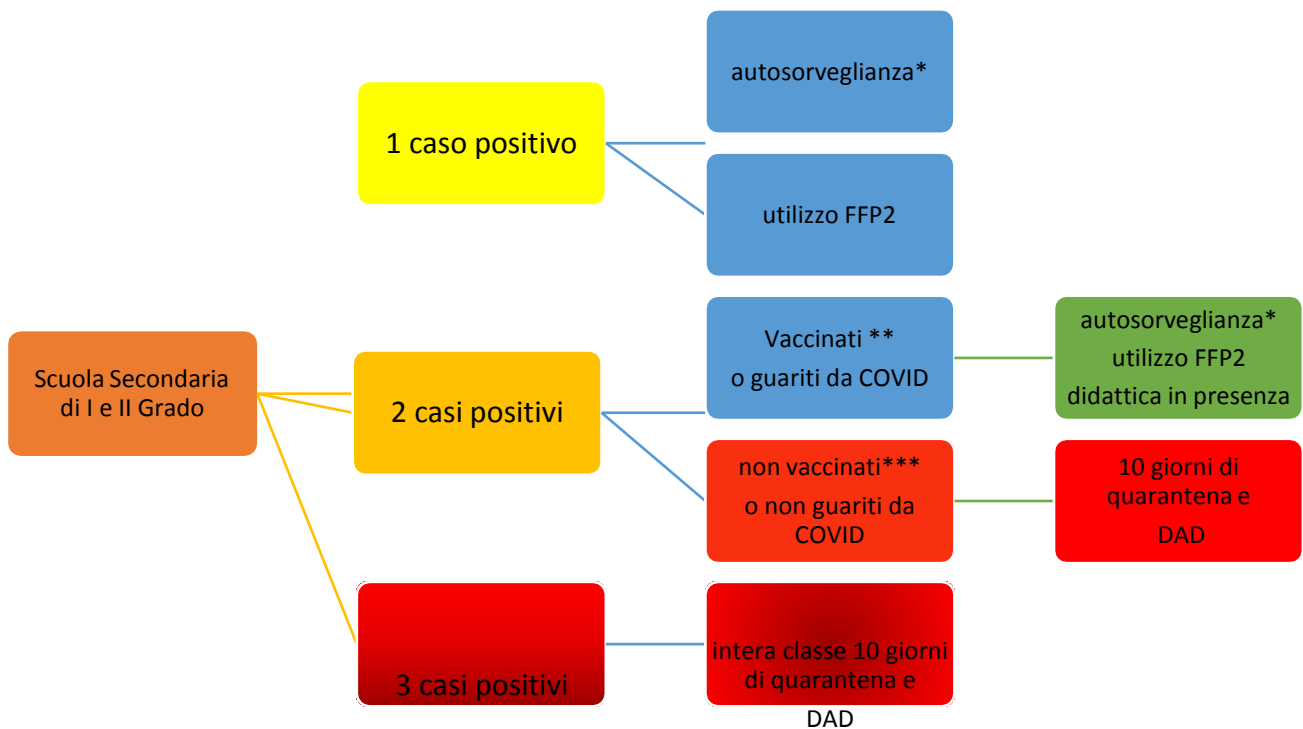 Scuola Secondaria
di I e II Grado
1 caso positivo
autosorveglianza*
utilizzo FFP2
2 casi positivi
Vaccinati **
o guariti da COVID
autosorveglianza*
utilizzo FFP2
didattica in presenza
non vaccinati***
o non guariti da
COVID
10 giorni di
quarantena e
DAD
3 casi positivi
intera classe 10 giorni
di quarantena e
DAD